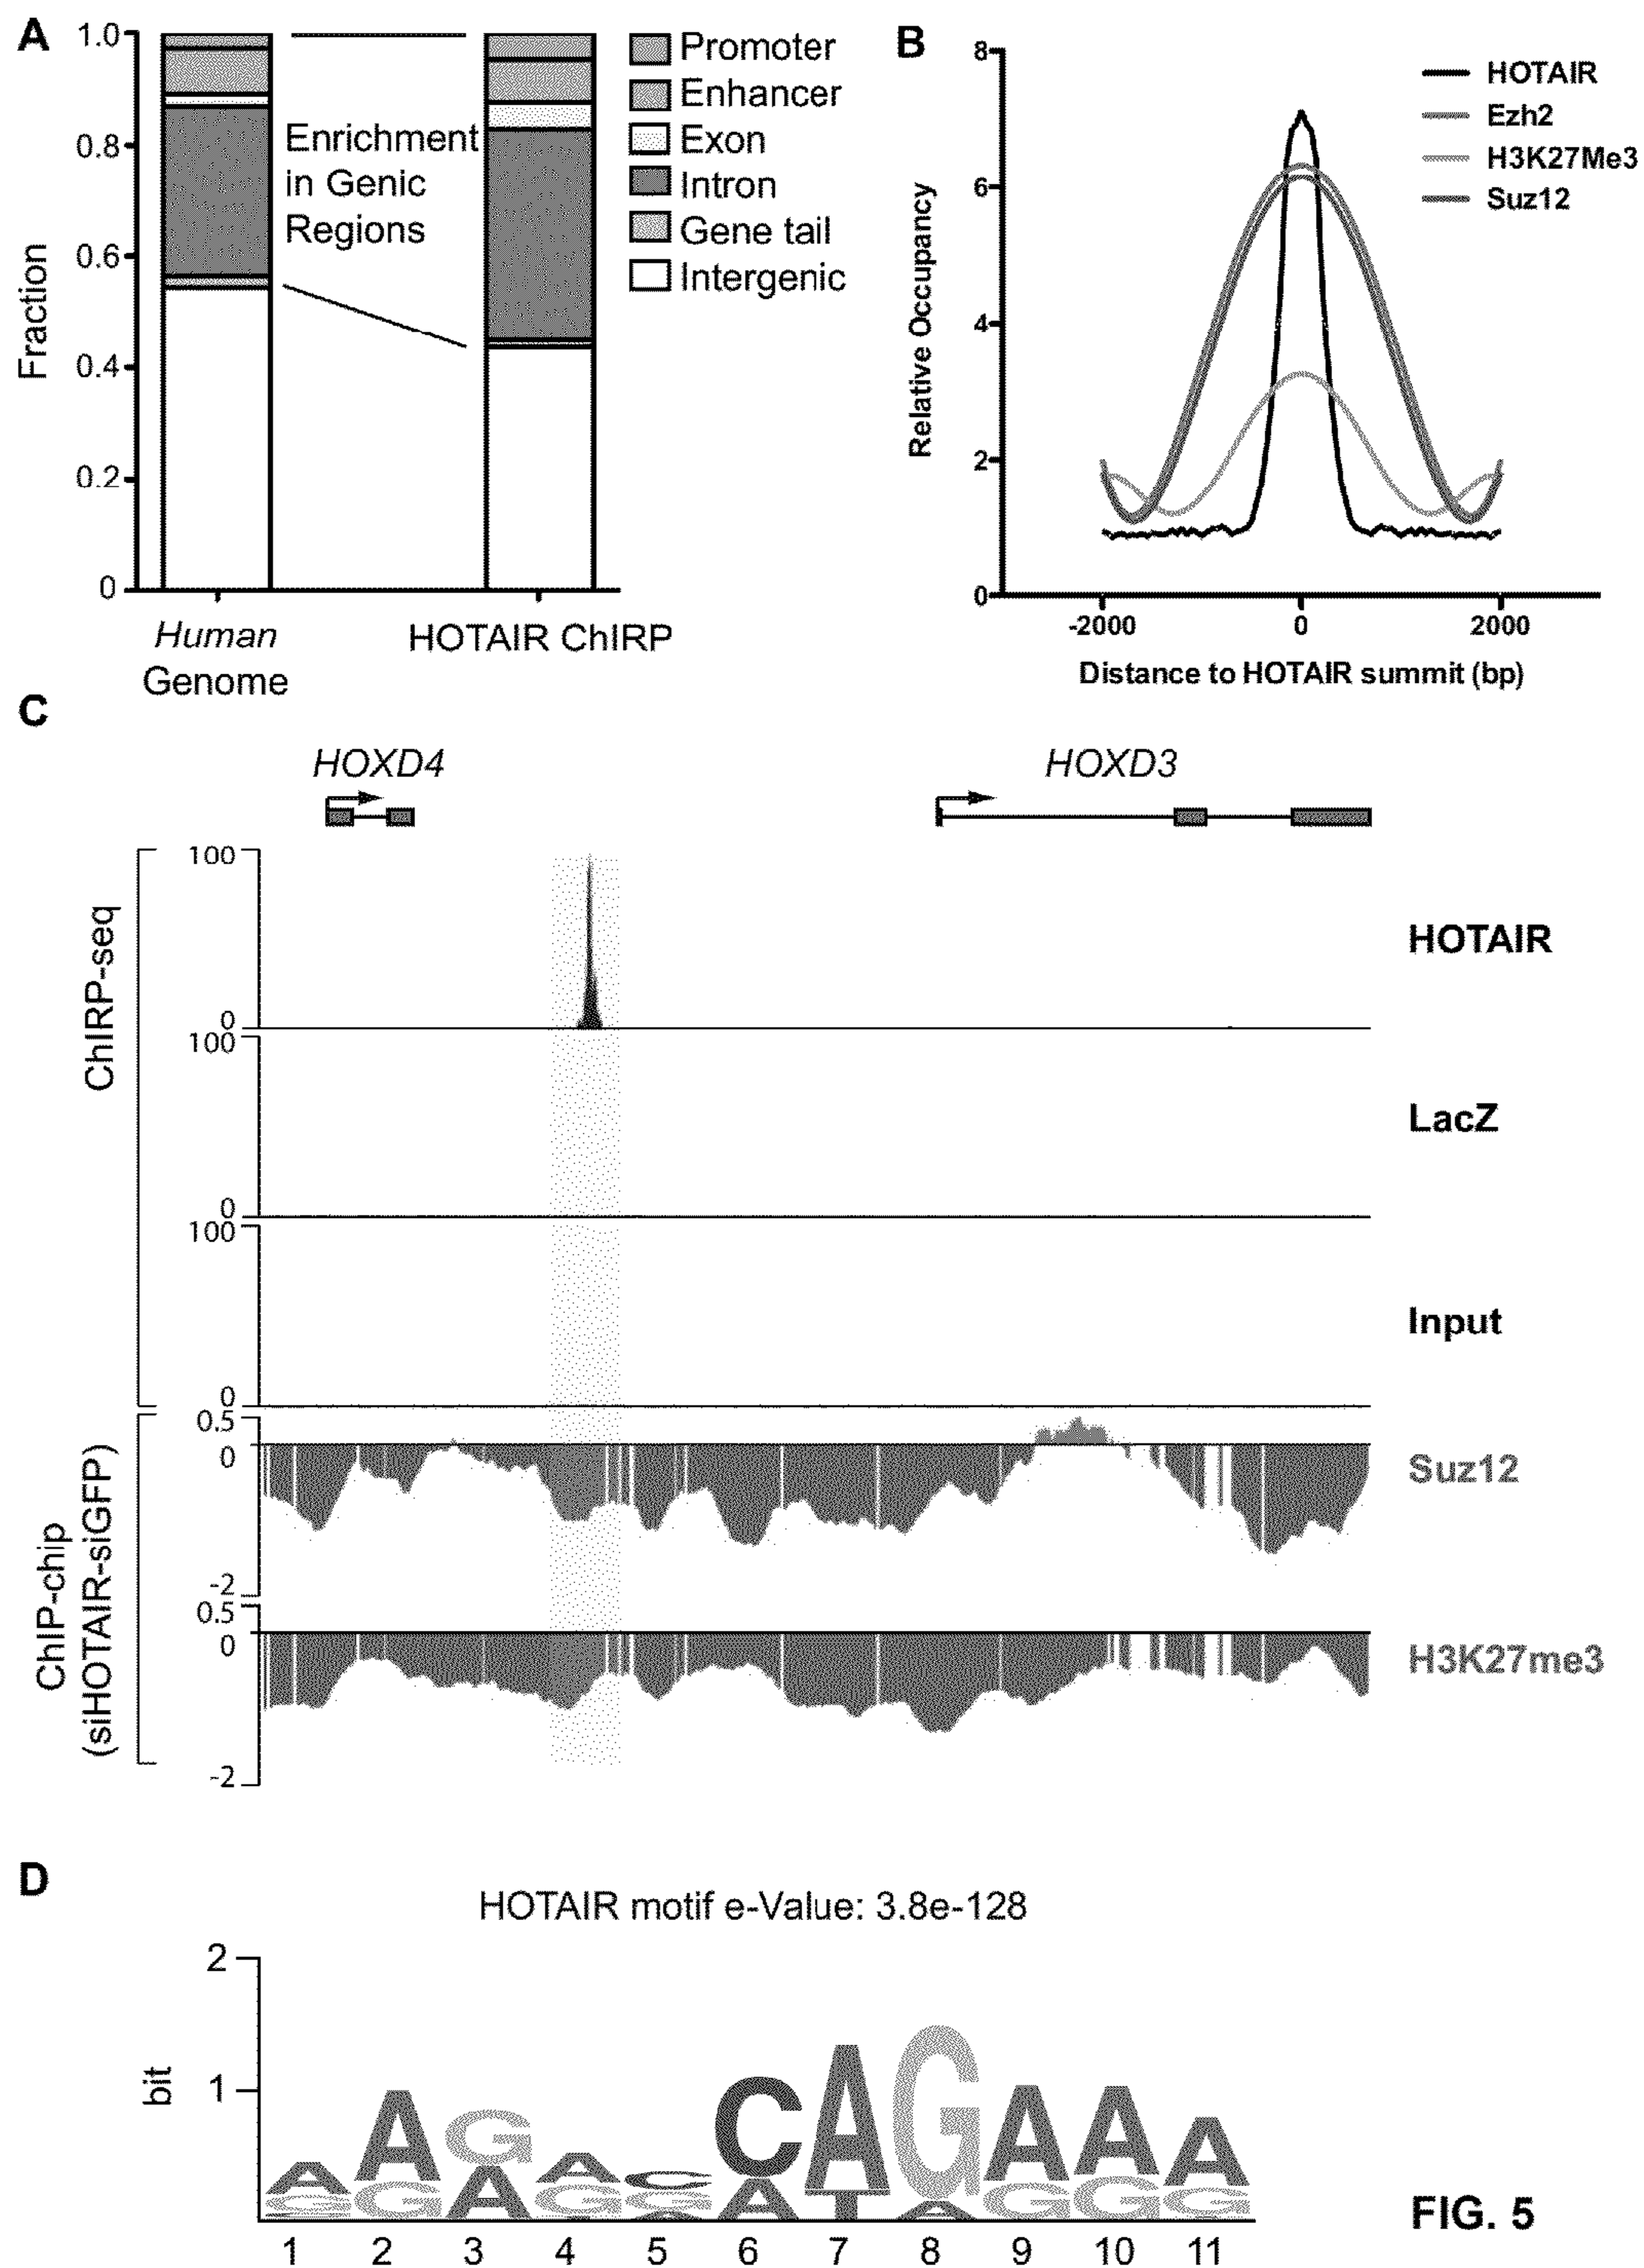 A
1.0
0.8
0.6
0.4
0.2
0
Fraction
Enrichment
in Genic
Regions
Human
Genome
HOTAIR ChIRP
Promoter
Enhancer
Exon
Intron
Gene tail
Intergenic
B
8
6
4
2
0
Relative Occupancy
HOTAIR
Ezh2
H3K27Me3
Suz12
-2000
0
2000
Distance to HOTAIR summit (bp)
C
HOXD4
HOXD3
ChIRP-seq
100
0
HOTAIR
100
0
LacZ
100
0
Input
ChIP-chip
(siHOTAIR-siGFP)
0.5
0
-2
Suz12
0.5
0
-2
H3K27me3
D
HOTAIR motif e-Value: 3.8e-128
2
1
bit
A A G A C C A G A A A
G G A G G A T A G G G
1 2 3 4 5 6 7 8 9 10 11
FIG. 5